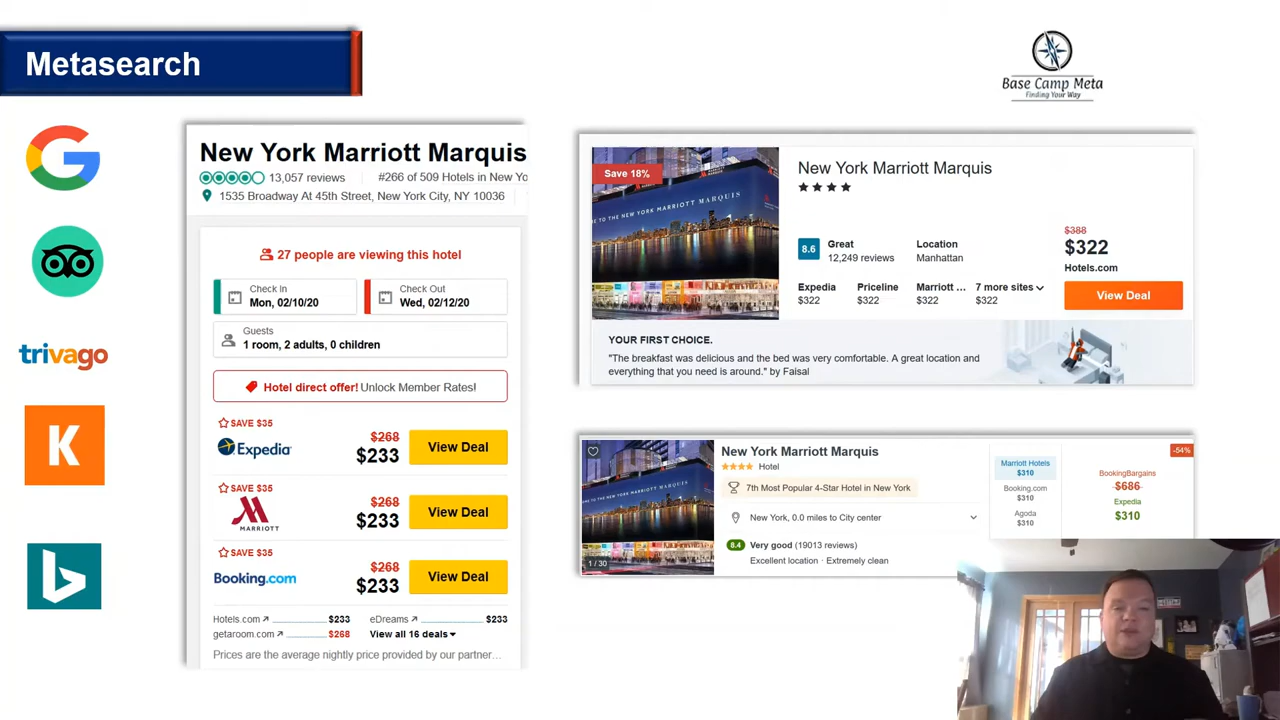 Metasearch
Base Camp Meta
Finding Your Way
trivago
K
New York Marriott Marquis
13,057 reviews
#266 of 509 Hotels in New Yo
1535 Broadway At 45th Street, New York City, NY 10036
27 people are viewing this hotel
Check In
Mon, 02/10/20
Check Out
Wed, 02/12/20
Guests
1 room, 2 adults, 0 children
Hotel direct offer! Unlock Member Rates!
SAVE $35
Expedia
$268
$233
View Deal
SAVE $35
MARRIOTT
$268
$233
View Deal
SAVE $35
Booking.com
$268
$233
View Deal
Hotels.com $233
eDreams $233
getaroom.com $268
View all 16 deals
Prices are the average nightly price provided by our partner…
Save 18%
NEW YORK MARRIOTT MARQUIS
New York Marriott Marquis
8.6
Great
12,249 reviews
Location
Manhattan
Expedia
$322
Priceline
$322
Marriott ...
$322
7 more sites
$322
$388
$322
Hotels.com
View Deal
YOUR FIRST CHOICE.
"The breakfast was delicious and the bed was very comfortable. A great location and
everything that you need is around." by Faisal
NEW YORK MARRIOTT MARQUIS
1 / 30
New York Marriott Marquis
Hotel
7th Most Popular 4-Star Hotel in New York
New York, 0.0 miles to City center
8.4 Very good (19013 reviews)
Excellent location · Extremely clean
Marriott Hotels
$310
Booking.com
$310
Agoda
$310
-54%
BookingBargains
$686
Expedia
$310